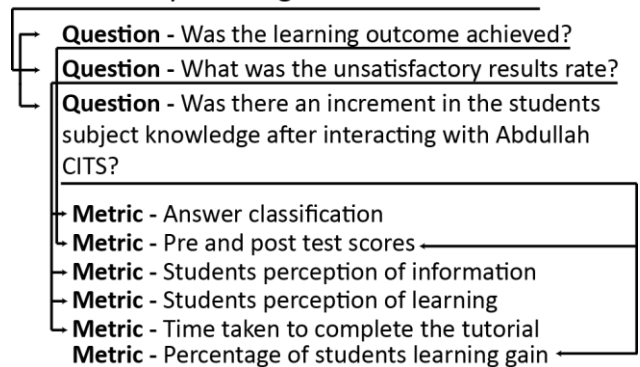 Question - Was the learning outcome achieved?
Question - What was the unsatisfactory results rate?
Question - Was there an increment in the students
subject knowledge after interacting with Abdullah
CITS?
Metric - Answer classification
Metric - Pre and post test scores
Metric - Students perception of information
Metric - Students perception of learning
Metric - Time taken to complete the tutorial
Metric - Percentage of students learning gain